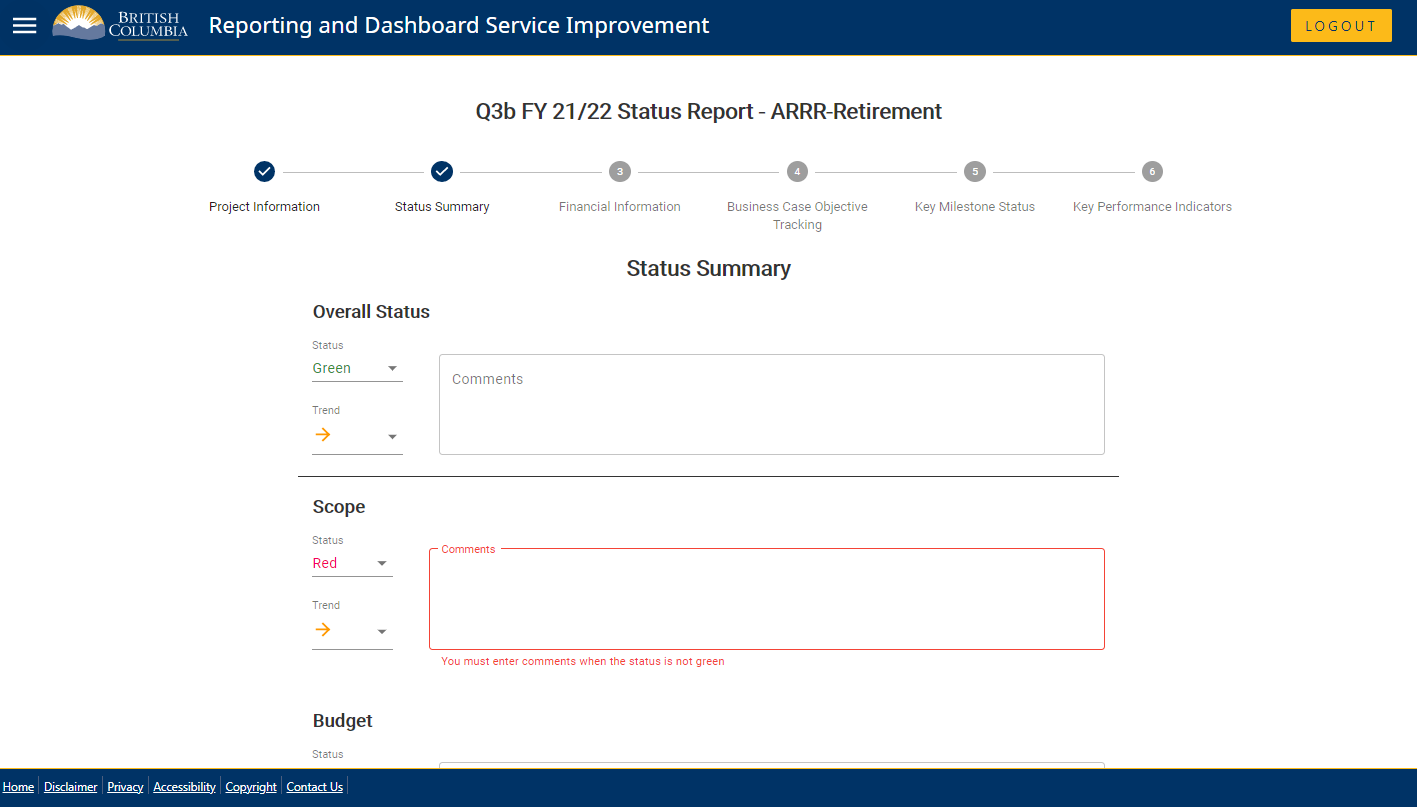 BRITISH
COLUMBIA
Reporting and Dashboard Service Improvement
LOGOUT
Q3b FY 21/22 Status Report - ARRR-Retirement
3
4
5
6
Project Information
Status Summary
Financial Information
Business Case Objective
Tracking
Key Milestone Status
Key Performance Indicators
Status Summary
Overall Status
Status
Green
Comments
Trend
Scope
Status
Red
Comments
Trend
You must enter comments when the status is not green
Budget
Status
Home
Disclaimer
Privacy
Accessibility
Copyright
Contact Us